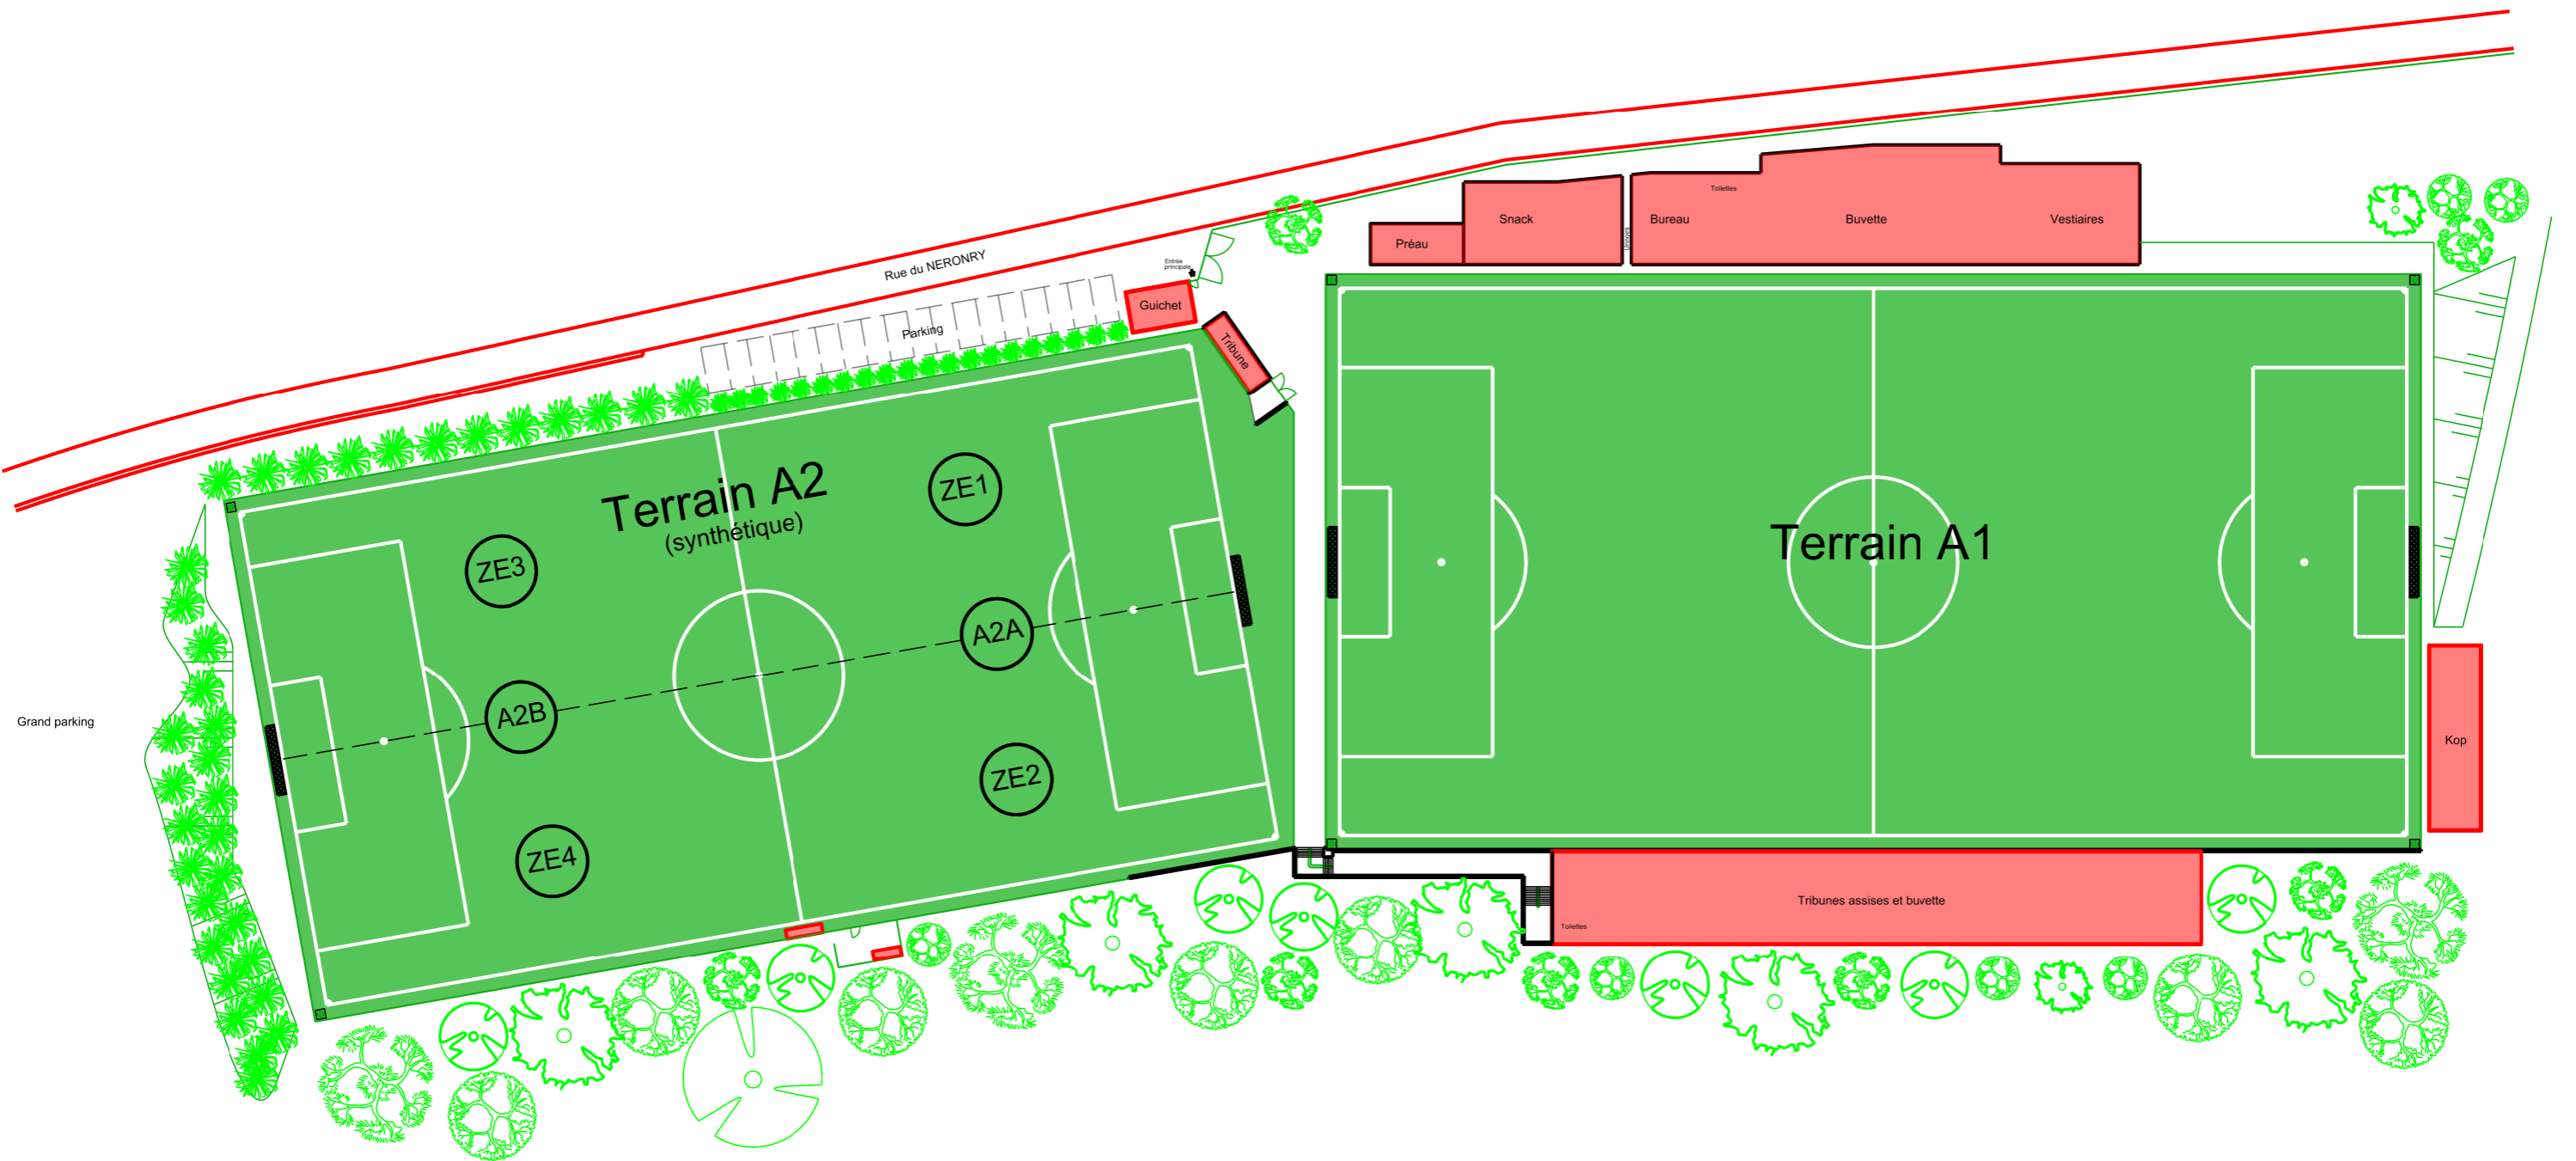 Toilettes
Snack
Bureau
Buvette
Vestiaires
Urinoirs
Préau
Rue du NERONRY
Entrée
principale
Guichet
Parking
Tribune
Terrain A2
(synthétique)
ZE1
ZE3
Terrain A1
A2A
A2B
Grand parking
Kop
ZE2
ZE4
Tribunes assises et buvette
Toilettes